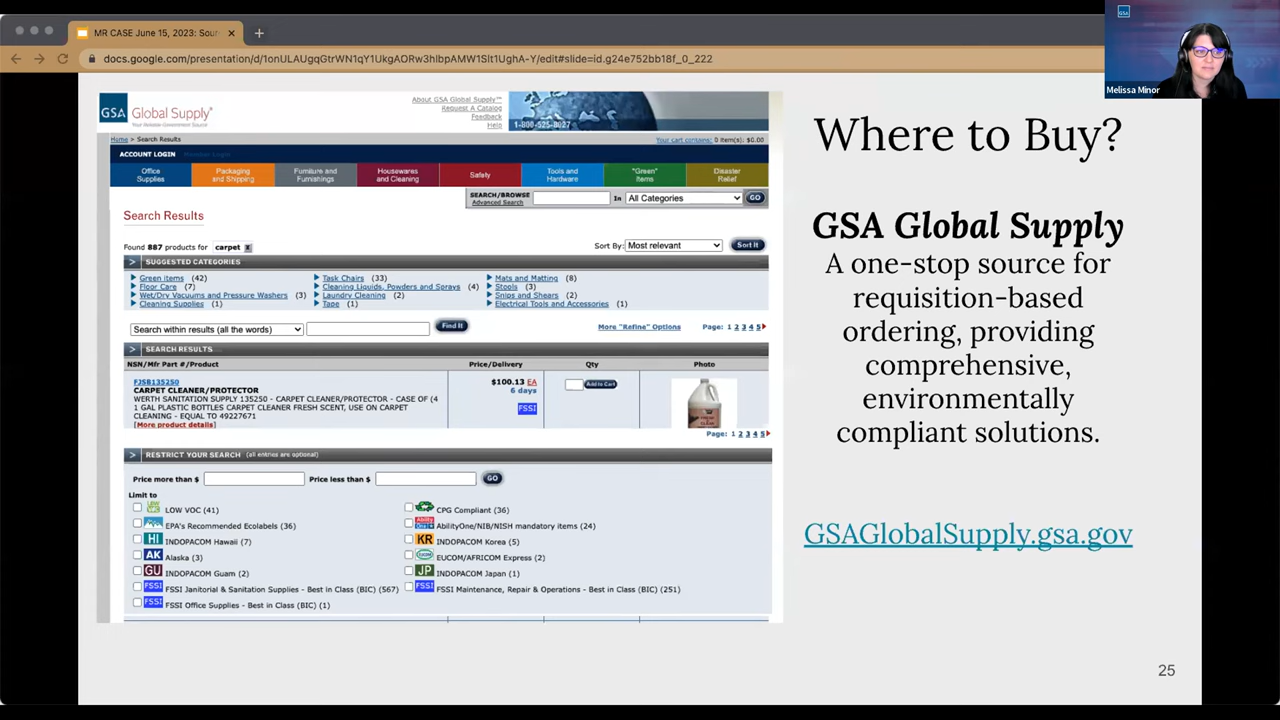 MR CASE June 15, 2023: Sour
docs.google.com/presentation/d/1onULAUgqGtrWN1qY1UkgAORw3hIbpAMW1Slt1UghA-Y/edit#slide=id.g24e752bb18f_0_222
GSA
Melissa Minor
GSA Global Supply
About GSA Global Supply™
Request A Catalog
Feedback
Help
1-800-525-8027
Home > Search Results
Your cart contains: 0 item(s): $0.00
ACCOUNT LOGIN
Office Supplies
Packaging and Shipping
Furniture and Furnishings
Housewares and Cleaning
Safety
Tools and Hardware
"Green" Items
Disaster Relief
SEARCH/BROWSE
Advanced Search
In All Categories GO
Search Results
Found 887 products for carpet x
Sort By: Most relevant Sort It
SUGGESTED CATEGORIES
Green items (42)
Task Chairs (33)
Mats and Matting (8)
Floor Care (7)
Cleaning Liquids, Powders and Sprays (4)
Stools (3)
Wet/Dry Vacuums and Pressure Washers (3)
Laundry Cleaning (2)
Snips and Shears (2)
Cleaning Supplies (1)
Tape (1)
Electrical Tools and Accessories (1)
Search within results (all the words) Find It
More "Refine" Options Page: 1 2 3 4 5
SEARCH RESULTS
NSN/Mfr Part #/Product Price/Delivery Qty Photo
FJSB135250
$100.13 EA
Add to Cart
CARPET CLEANER/PROTECTOR
6 days
WERTH SANITATION SUPPLY 135250 - CARPET CLEANER/PROTECTOR - CASE OF (4
1 GAL PLASTIC BOTTLES CARPET CLEANER FRESH SCENT, USE ON CARPET
FSSI
CLEANING - EQUAL TO 49227671
[More product details]
Page: 1 2 3 4 5
RESTRICT YOUR SEARCH (all entries are optional)
Price more than $ Price less than $ GO
Limit to
LOW VOC (41)
CPG Compliant (36)
EPA's Recommended Ecolabels (36)
AbilityOne/NIB/NISH mandatory items (24)
HI INDOPACOM Hawaii (7)
KR INDOPACOM Korea (5)
AK Alaska (3)
EUCOM/AFRICOM Express (2)
GU INDOPACOM Guam (2)
JP INDOPACOM Japan (1)
FSSI FSSI Janitorial & Sanitation Supplies - Best in Class (BIC) (567)
FSSI FSSI Maintenance, Repair & Operations - Best in Class (BIC) (251)
FSSI FSSI Office Supplies - Best in Class (BIC) (1)
Where to Buy?
GSA Global Supply
A one-stop source for
requisition-based
ordering, providing
comprehensive,
environmentally
compliant solutions.
GSAGlobalSupply.gsa.gov
25